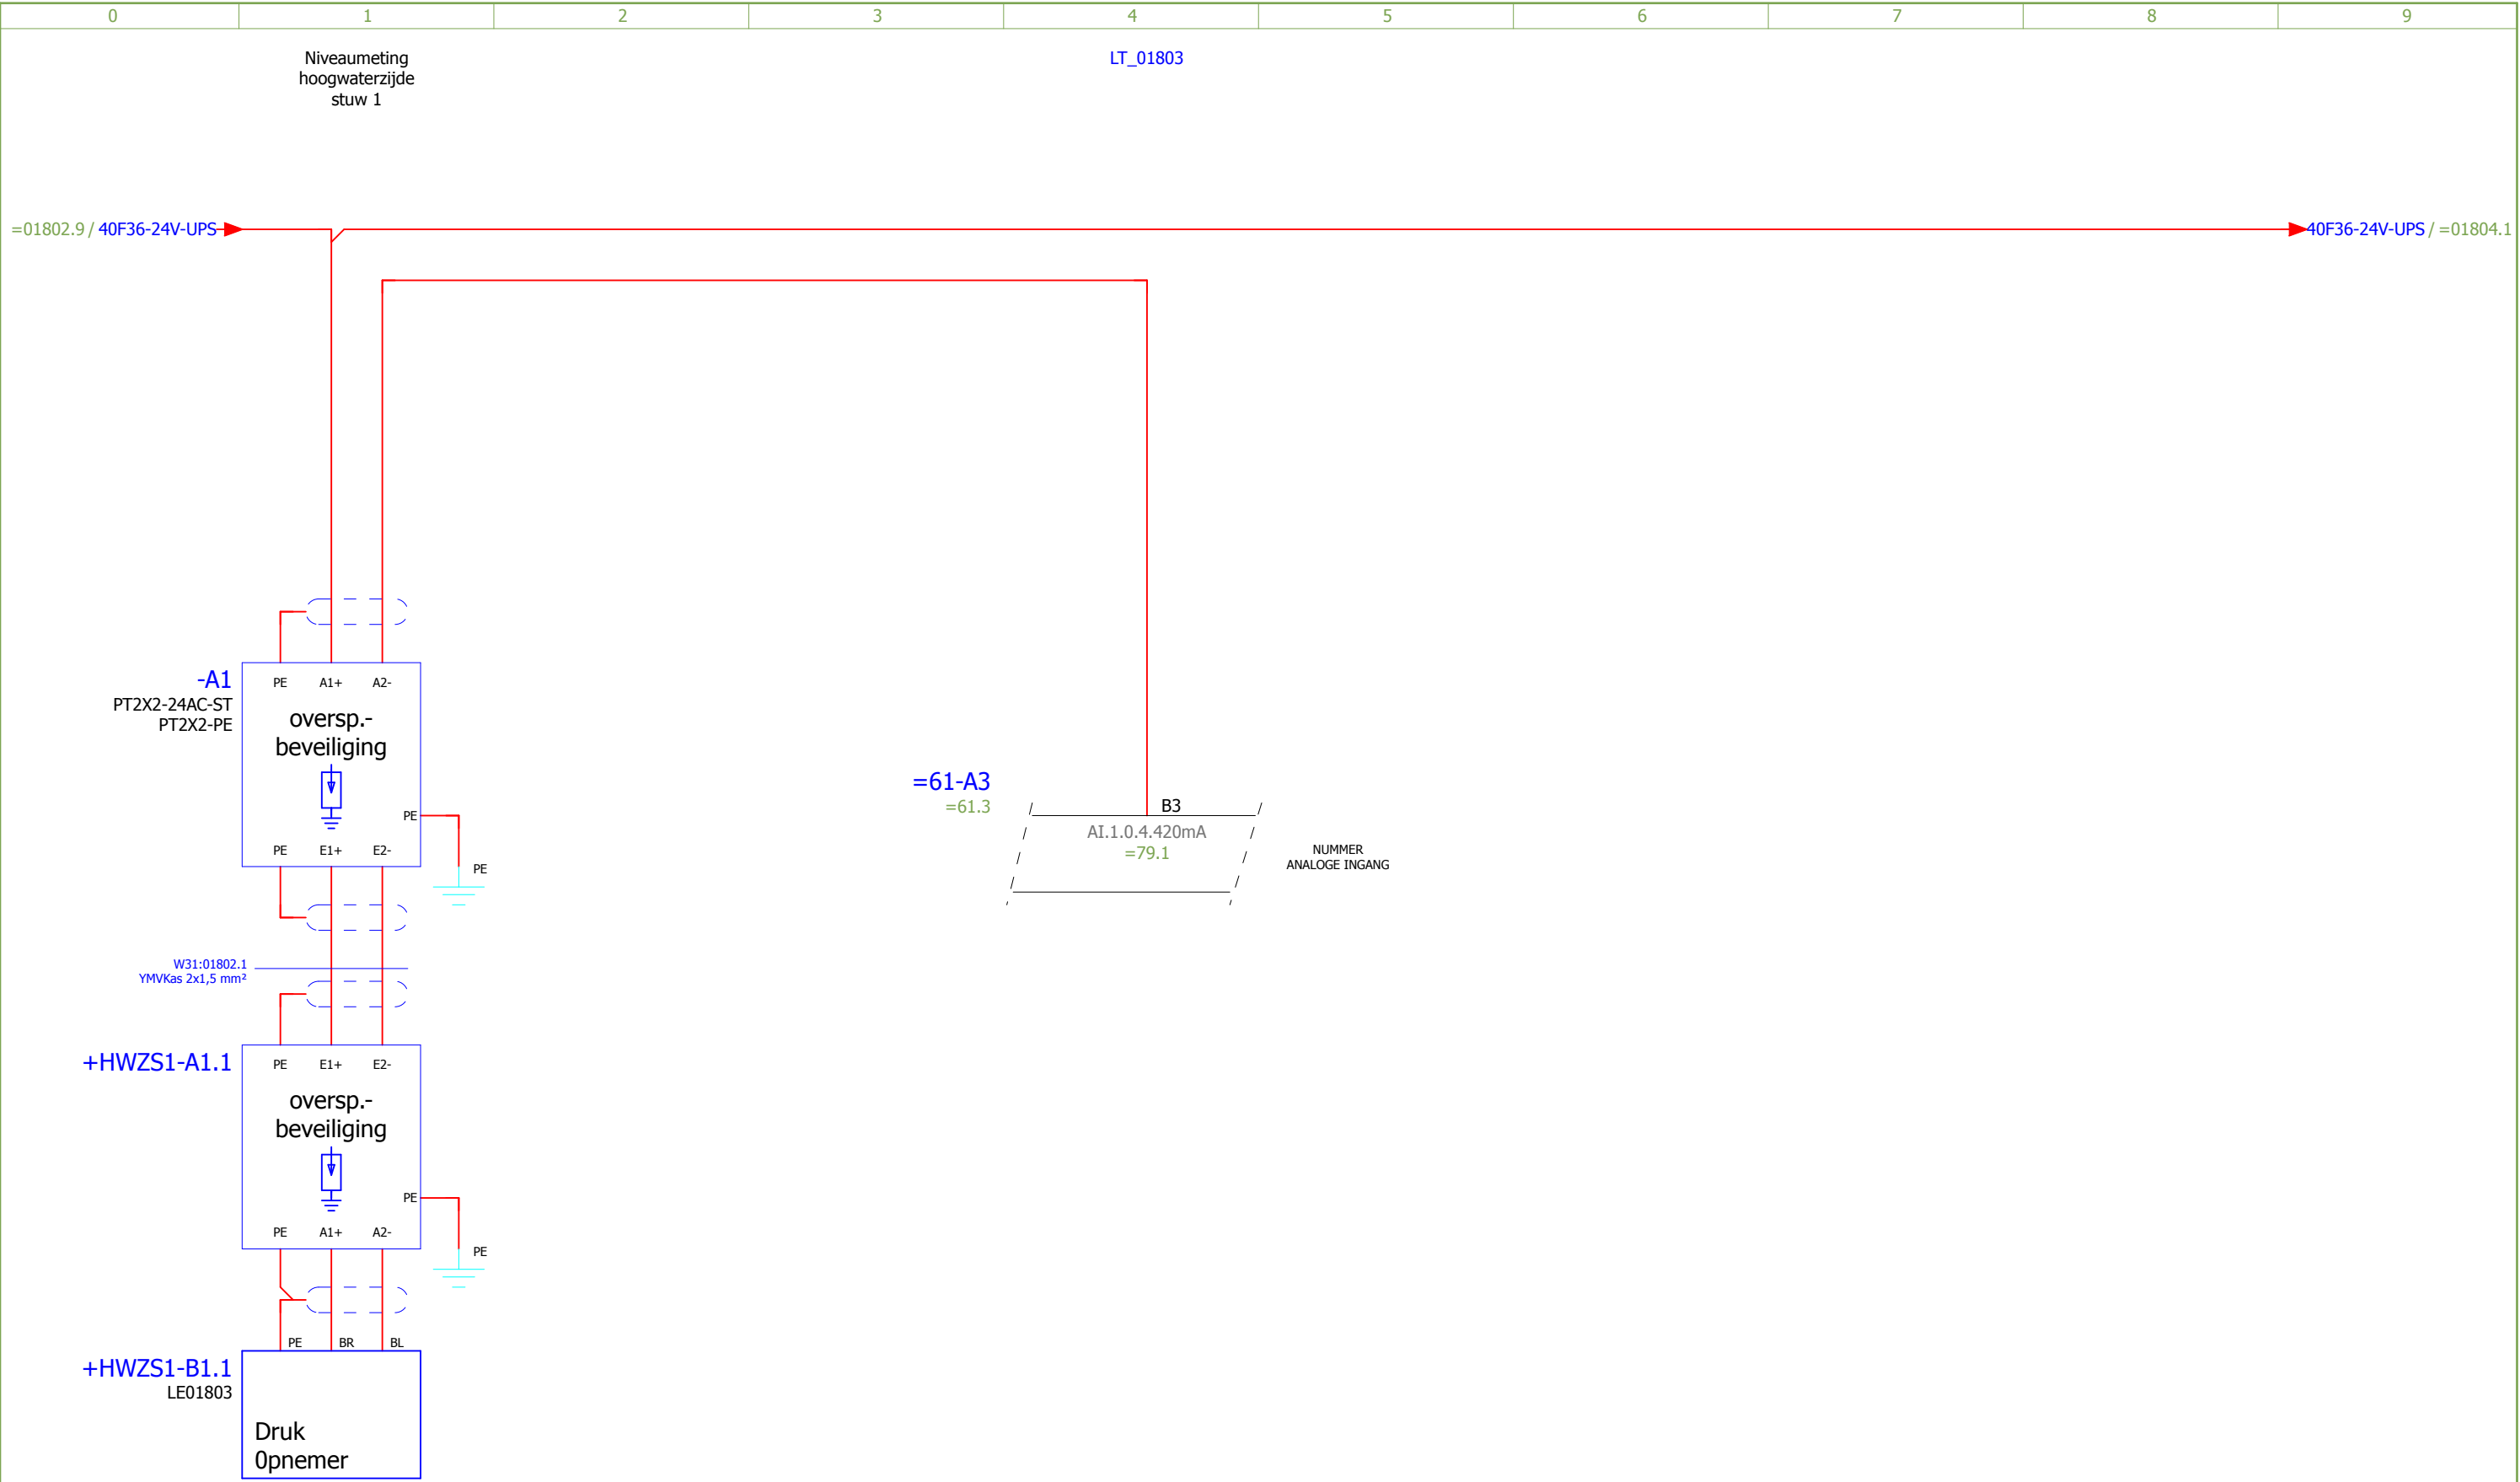 0 1 2 3 4 5 6 7 8 9
Niveaumeting
hoogwaterzijde
stuw 1
LT_01803
=01802.9 / 40F36-24V-UPS
40F36-24V-UPS / =01804.1
-A1
PT2X2-24AC-ST
PT2X2-PE
PE A1+ A2-
oversp.-
beveiliging
PE
PE E1+ E2-
PE
=61-A3
=61.3
B3
AI.1.0.4.420mA
=79.1
NUMMER
ANALOGE INGANG
W31:01802.1
YMVKas 2x1,5 mm²
+HWZS1-A1.1
PE E1+ E2-
oversp.-
beveiliging
PE
PE A1+ A2-
PE
PE BR BL
+HWZS1-B1.1
LE01803
Druk
0pnemer